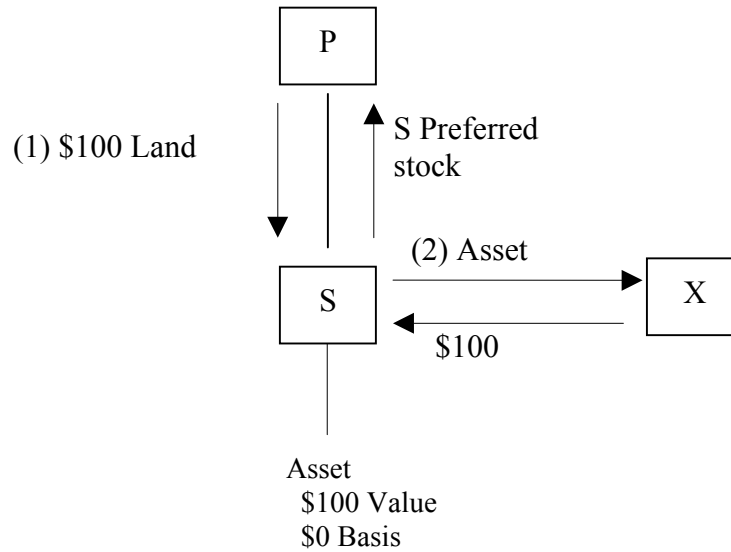 P
(1) $100 Land
S Preferred
stock
(2) Asset
S
X
$100
Asset
$100 Value
$0 Basis